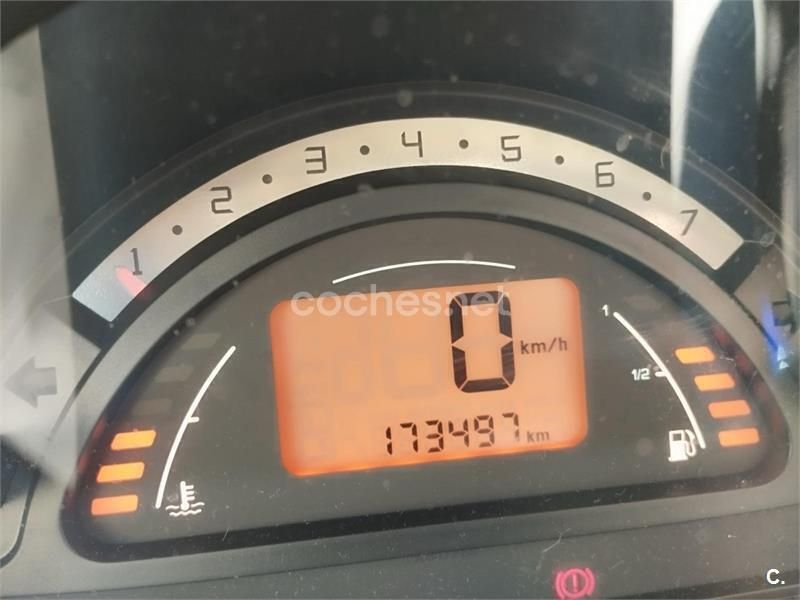 1 2 3 4 5 6 7
coches.net
0 km/h
173497 km
1
1/2
C.